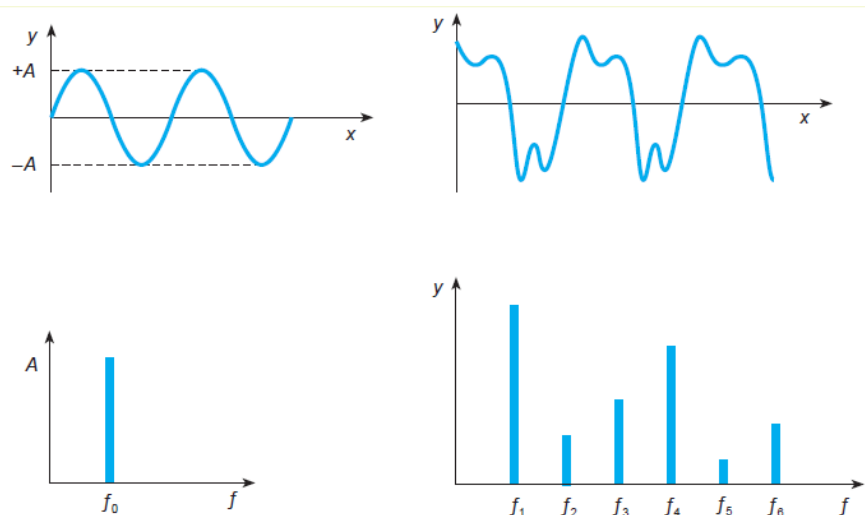 y
+A
x
–A
y
x
A
f₀
f
y
f₁
f₂
f₃
f₄
f₅
f₆
f